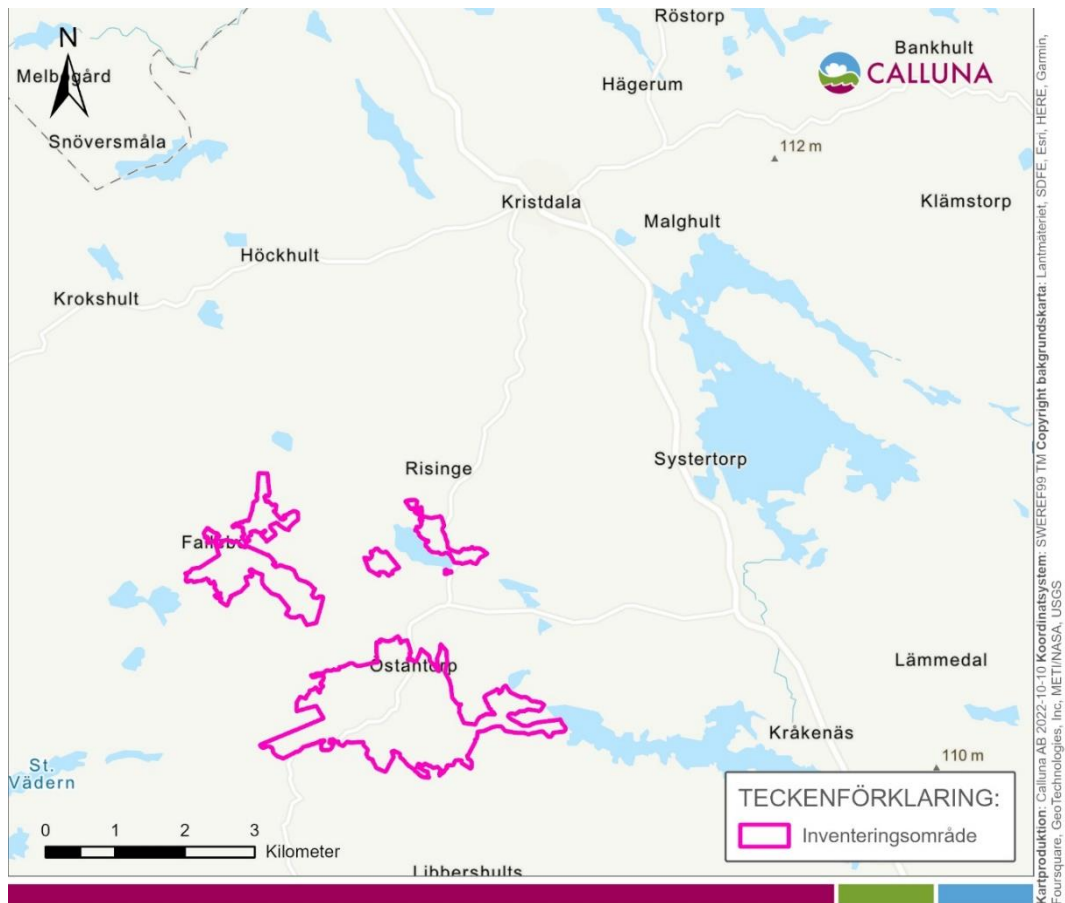 N
Röstorp
Bankhult
CALLUNA
Melbogård
Hägerum
Snöversmåla
112 m
Kristdala
Klämstorp
Malghult
Höckhult
Krokshult
Risinge
Systertorp
Östantorp
Lämmedal
Kråkenäs
St.
Vädern
110 m
TECKENFÖRKLARING:
Inventeringsområde
0 1 2 3
Kilometer
Libbershults
Kartproduktion: Calluna AB 2022-10-10 Koordinatsystem: SWEREF99 TM Copyright bakgrundskarta: Lantmäteriet, SDFE, Esri, HERE, Garmin,
Foursquare, GeoTechnologies, Inc, METI/NASA, USGS